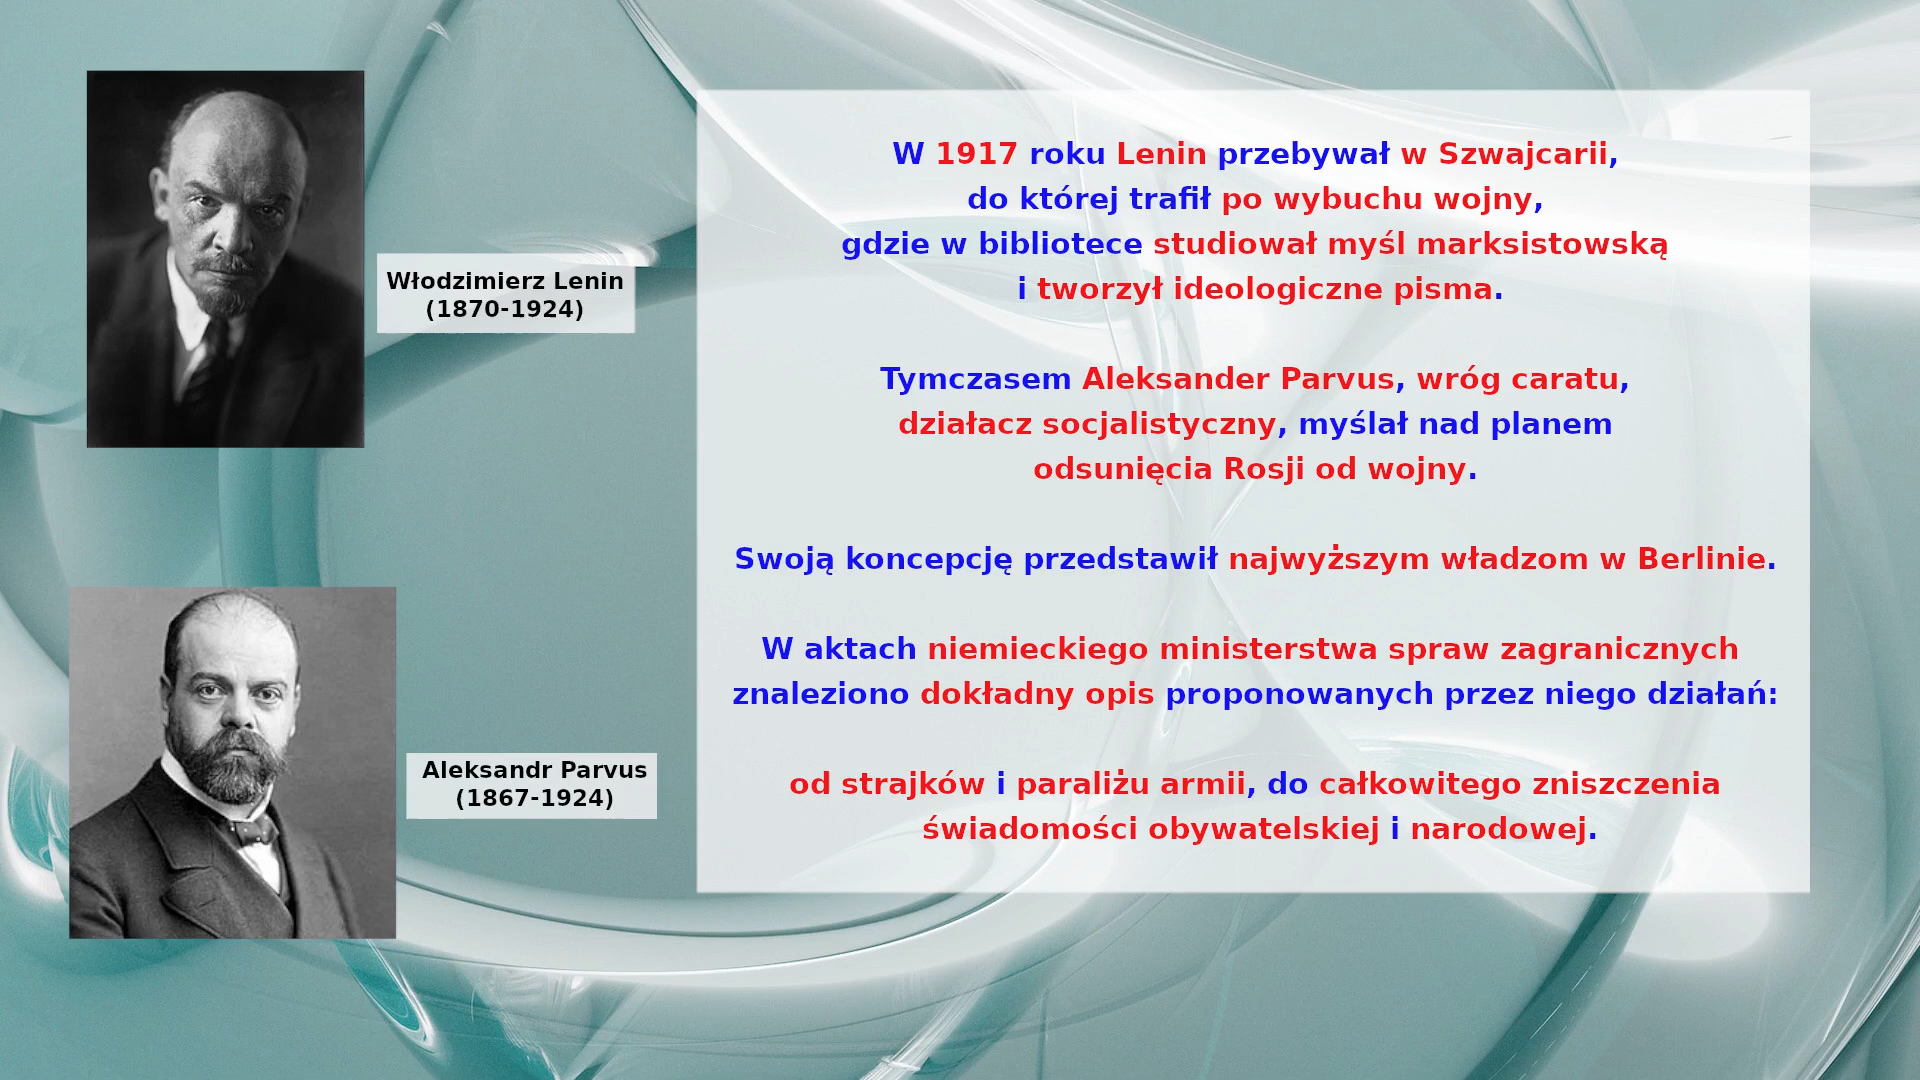 Włodzimierz Lenin
(1870-1924)
Aleksandr Parvus
(1867-1924)
W 1917 roku Lenin przebywał w Szwajcarii,
do której trafił po wybuchu wojny,
gdzie w bibliotece studiował myśl marksistowską
i tworzył ideologiczne pisma.
Tymczasem Aleksander Parvus, wróg caratu,
działacz socjalistyczny, myślał nad planem
odsunięcia Rosji od wojny.
Swoją koncepcję przedstawił najwyższym władzom w Berlinie.
W aktach niemieckiego ministerstwa spraw zagranicznych
znaleziono dokładny opis proponowanych przez niego działań:
od strajków i paraliżu armii, do całkowitego zniszczenia
świadomości obywatelskiej i narodowej.